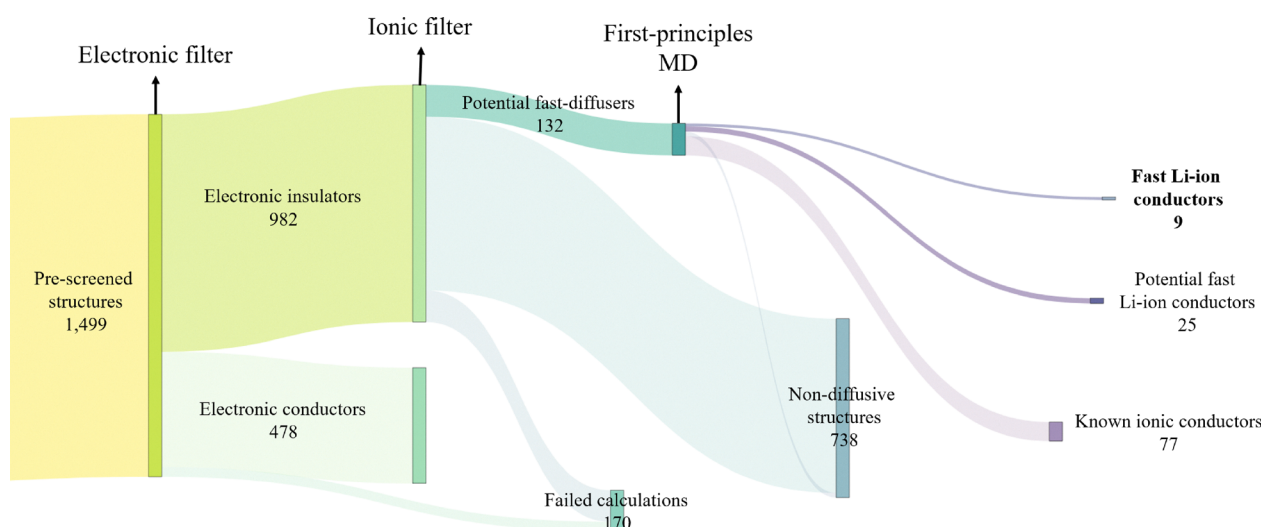 Electronic filter
Ionic filter
First-principles
MD
Pre-screened
structures
1,499
Electronic insulators
982
Electronic conductors
478
Potential fast-diffusers
132
Failed calculations
170
Non-diffusive
structures
738
Fast Li-ion
conductors
9
Potential fast
Li-ion conductors
25
Known ionic conductors
77